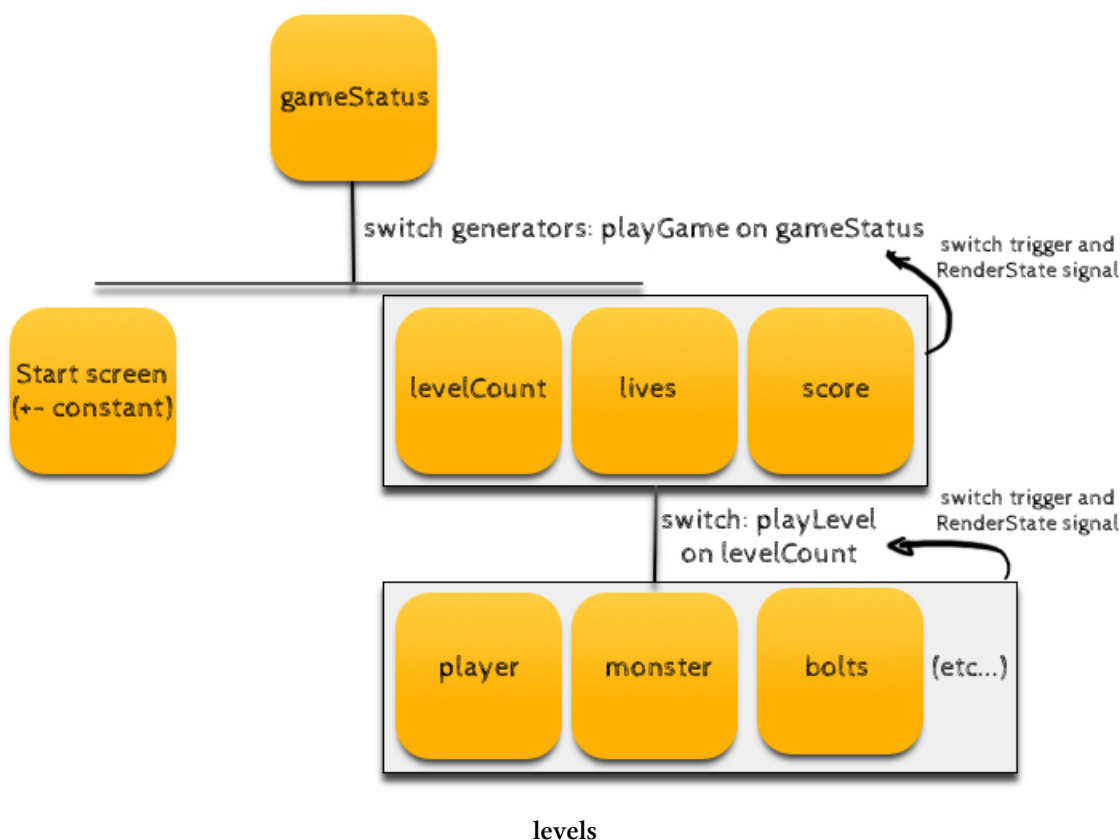 gameStatus
switch generators: playGame on gameStatus
switch trigger and
RenderState signal
Start screen
(+- constant)
levelCount
lives
score
switch: playLevel
on levelCount
switch trigger and
RenderState signal
player
monster
bolts
(etc...)
levels